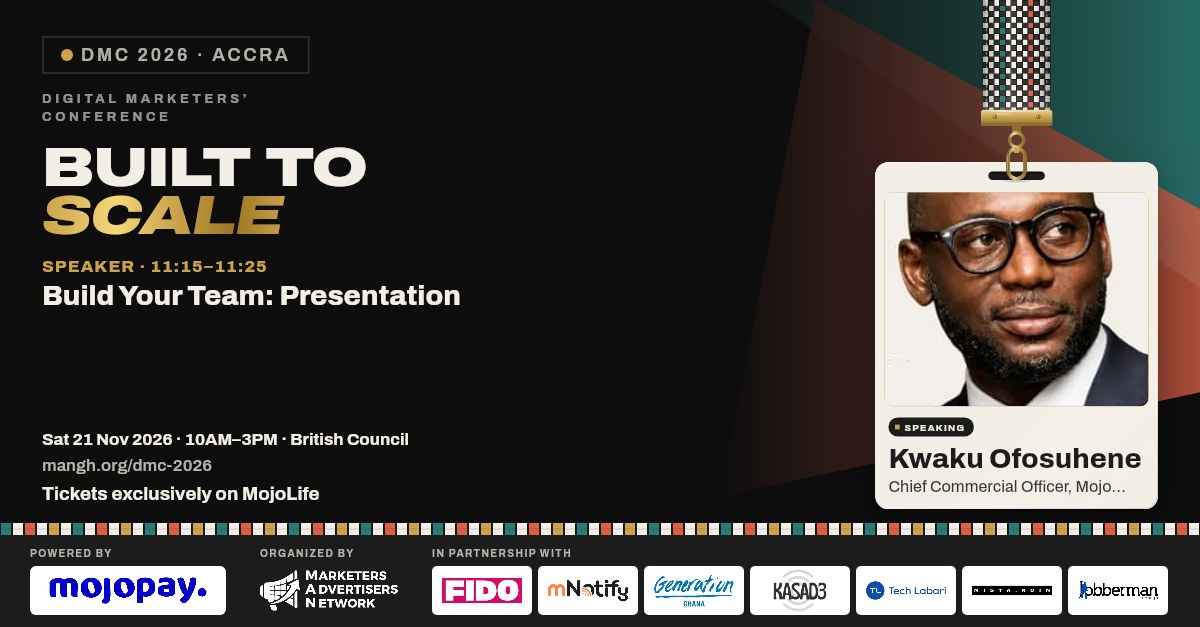 DMC 2026 · ACCRA
DIGITAL MARKETERS'
CONFERENCE
BUILT TO
SCALE
SPEAKER · 11:15–11:25
Build Your Team: Presentation
Sat 21 Nov 2026 · 10AM–3PM · British Council
mangh.org/dmc-2026
Tickets exclusively on MojoLife
SPEAKING
Kwaku Ofosuhene
Chief Commercial Officer, Mojo...
POWERED BY
mojopay.
ORGANIZED BY
MARKETERS
ADVERTISERS
NETWORK
IN PARTNERSHIP WITH
FIDO
mNotify
Generation
GHANA
KASAD3
TL Tech Labari
Jobberman